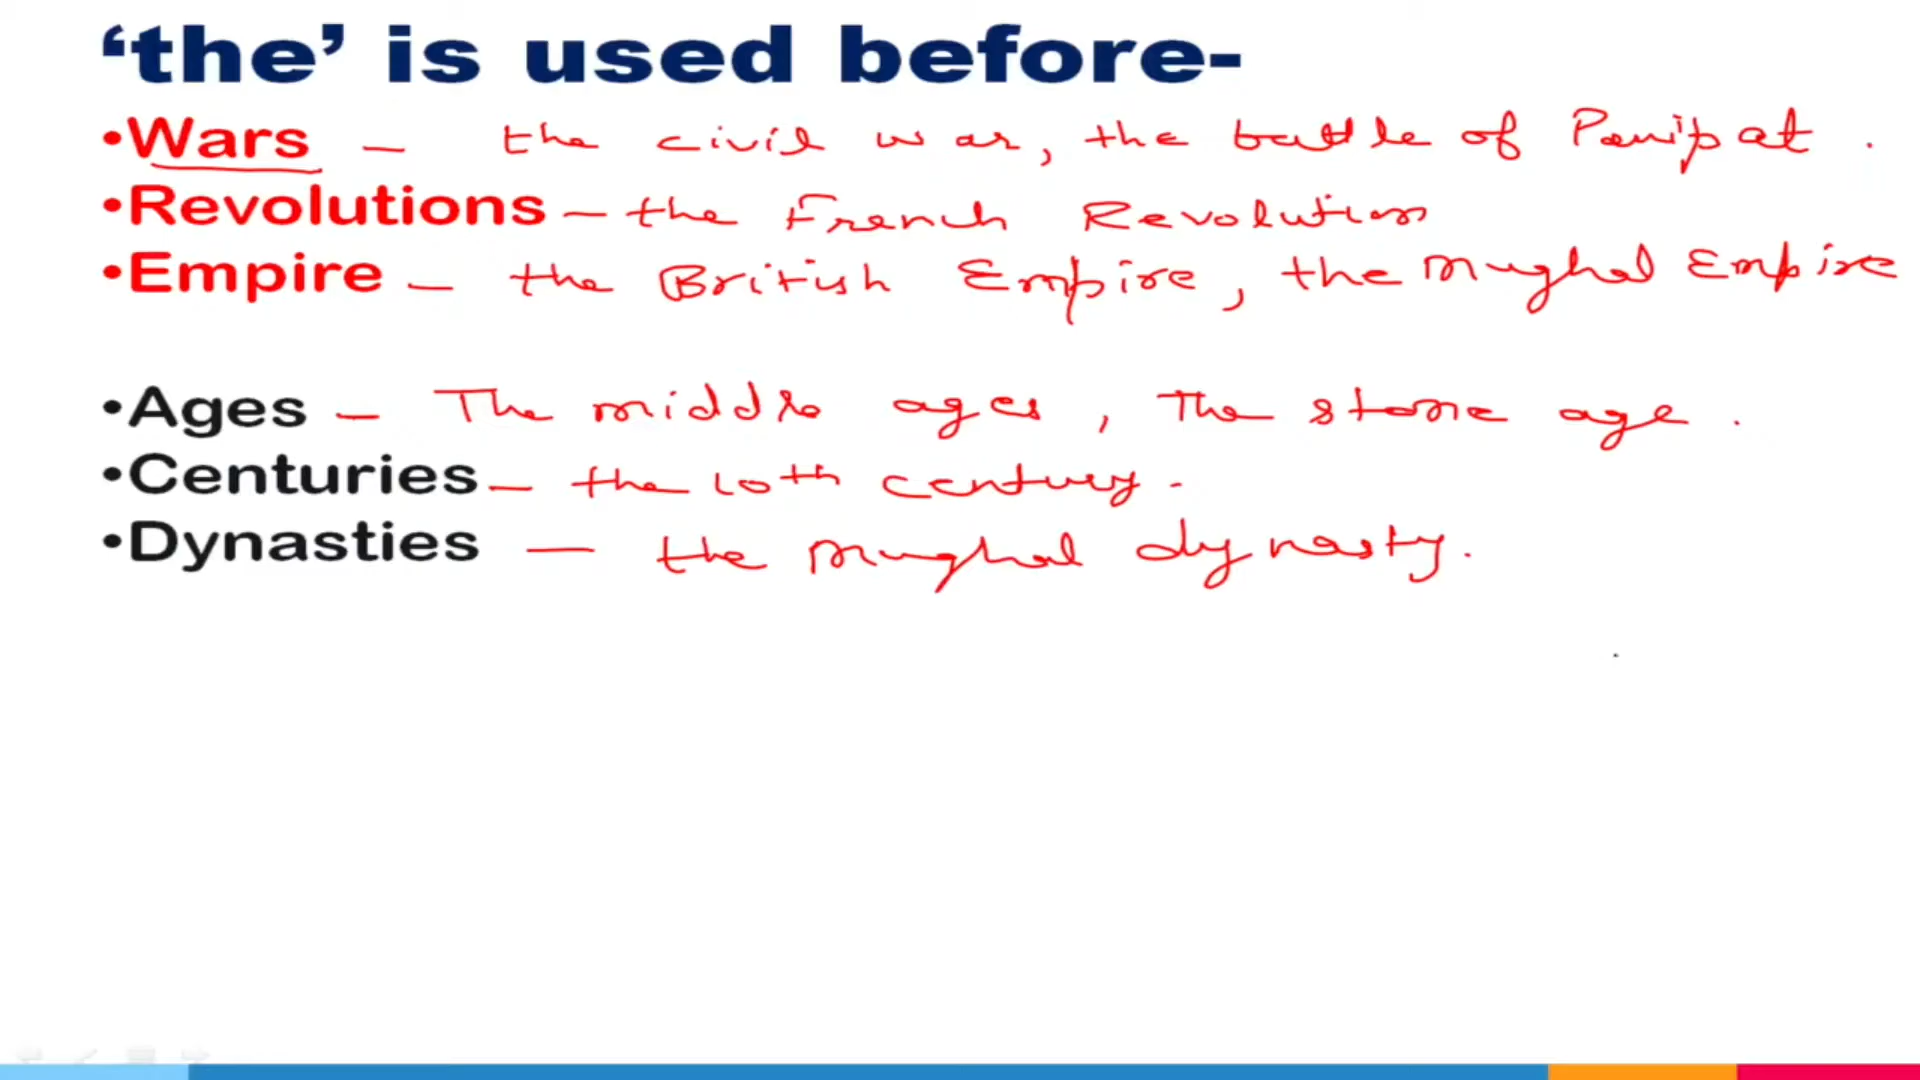 ‘the’ is used before-
•Wars – the civil war, the battle of Panipat.
•Revolutions – the French Revolution
•Empire – the British Empire, the Mughal Empire
•Ages – The middle ages, The stone age.
•Centuries – the 10th century.
•Dynasties – the Mughal dynasty.